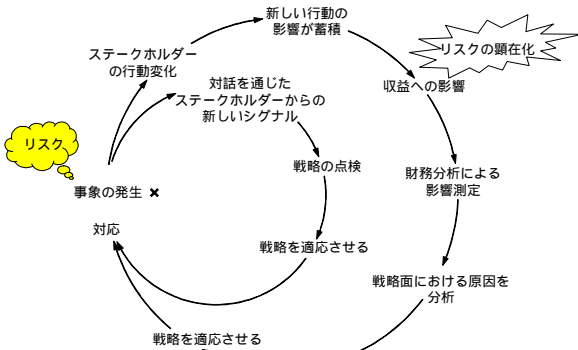 新しい行動の
影響が蓄積
ステークホルダー
の行動変化
リスクの顕在化
対話を通じた
ステークホルダーからの
新しいシグナル
収益への影響
リスク
戦略の点検
財務分析による
影響測定
事象の発生 ✖
対応
戦略を適応させる
戦略面における原因を
分析
戦略を適応させる